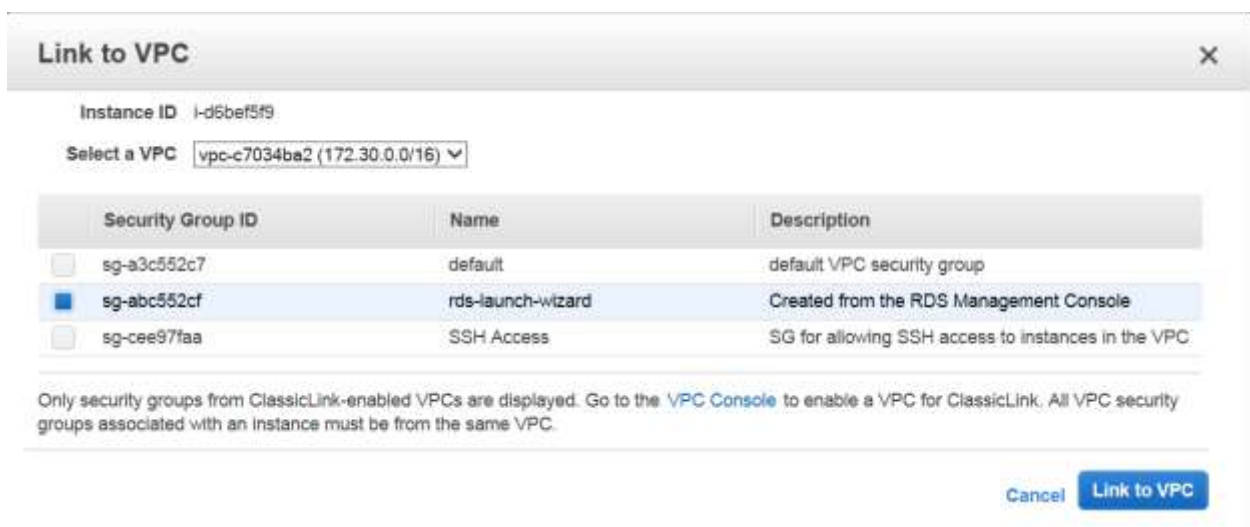 Link to VPC
Instance ID i-d6bef5f9
Select a VPC vpc-c7034ba2 (172.30.0.0/16)
Security Group ID Name Description
sg-a3c552c7 default default VPC security group
sg-abc552cf rds-launch-wizard Created from the RDS Management Console
sg-cee97faa SSH Access SG for allowing SSH access to instances in the VPC
Only security groups from ClassicLink-enabled VPCs are displayed. Go to the VPC Console to enable a VPC for ClassicLink. All VPC security
groups associated with an instance must be from the same VPC.
Cancel Link to VPC